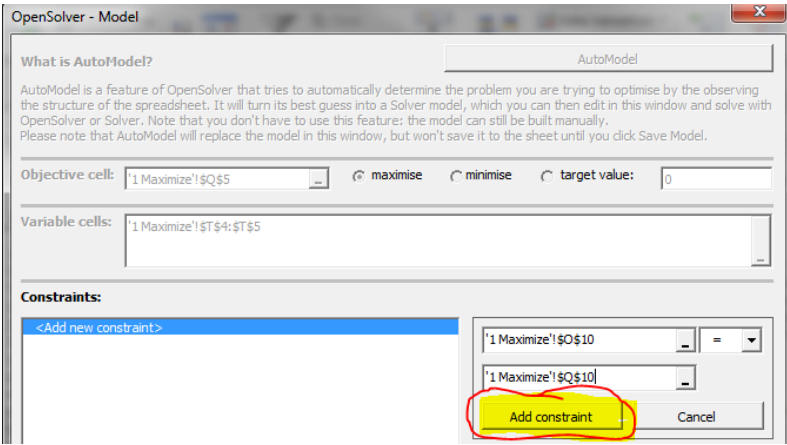 OpenSolver - Model
What is AutoModel?
AutoModel
AutoModel is a feature of OpenSolver that tries to automatically determine the problem you are trying to optimise by the observing
the structure of the spreadsheet. It will turn its best guess into a Solver model, which you can then edit in this window and solve with
OpenSolver or Solver. Note that you don't have to use this feature: the model can still be built manually.
Please note that AutoModel will replace the model in this window, but won't save it to the sheet until you click Save Model.
Objective cell: '1 Maximize'!$Q$5 _ maximise minimise target value: 0
Variable cells: '1 Maximize'!$T$4:$T$5 _
Constraints:
<Add new constraint>
'1 Maximize'!$O$10 _ =
'1 Maximize'!$Q$10 _
Add constraint Cancel